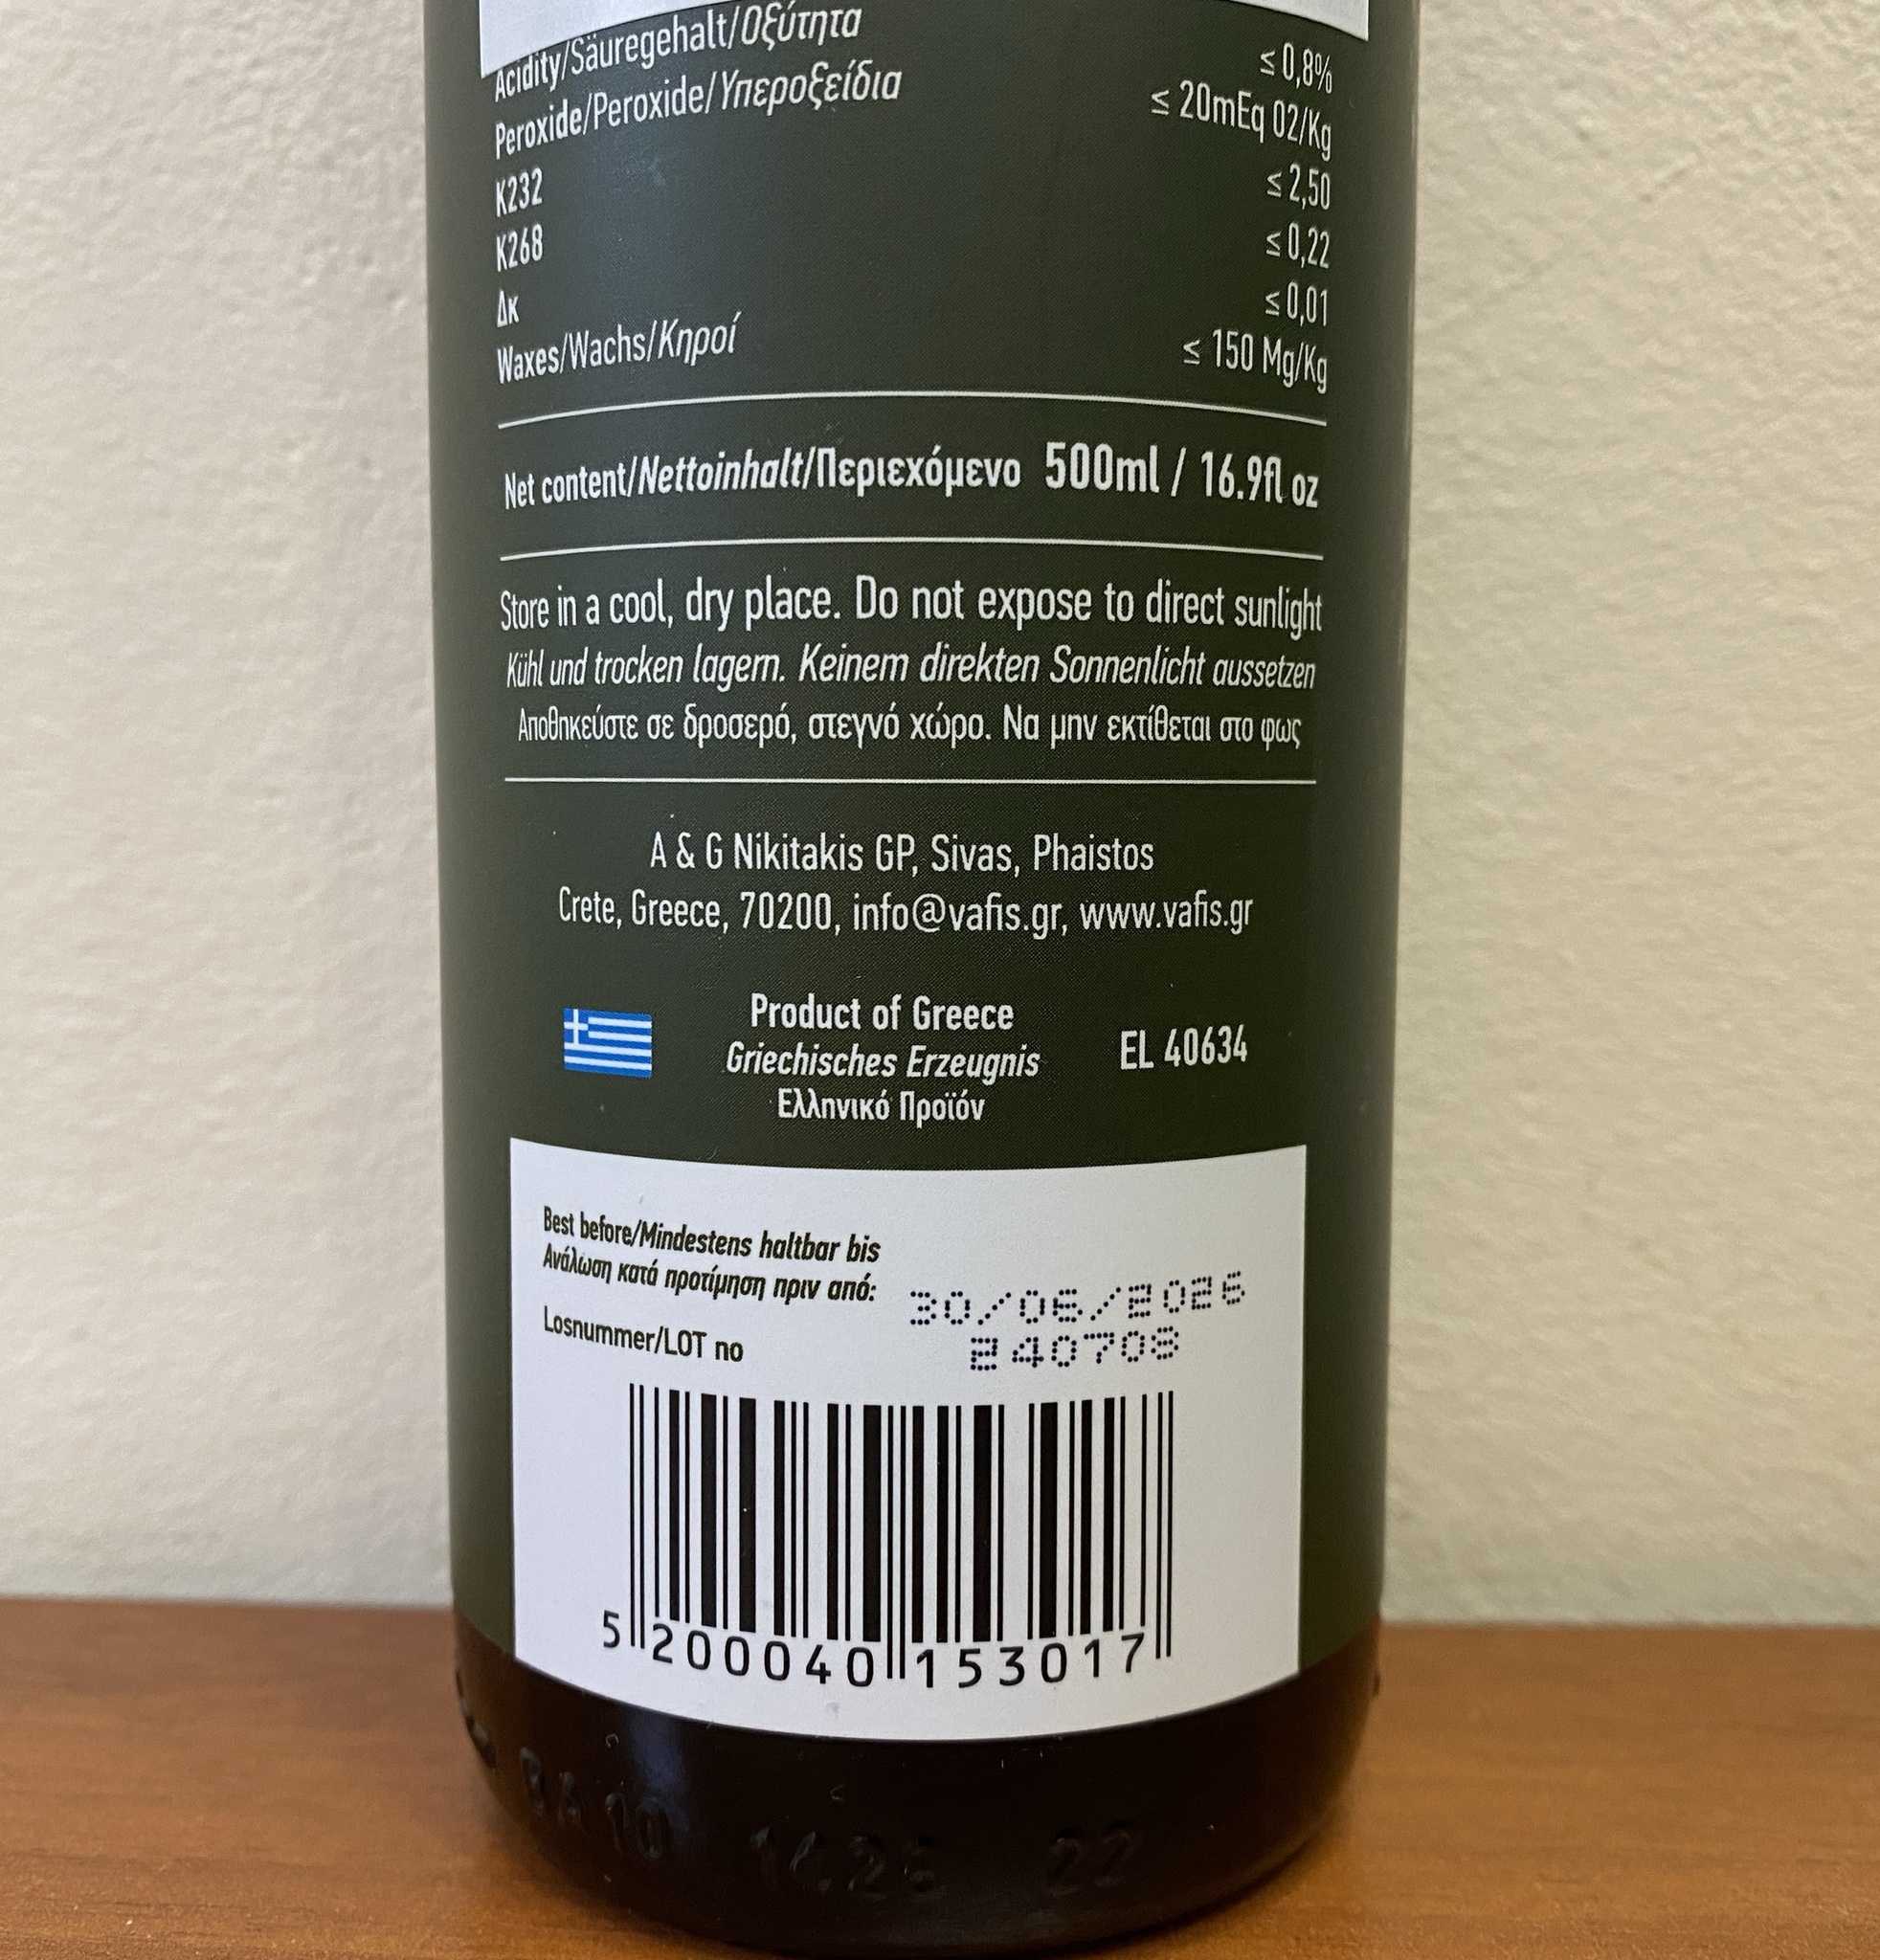 Acidity/Säuregehalt/Οξύτητα ≤ 0,8%
Peroxide/Peroxide/Υπεροξείδια ≤ 20mEq 02/Kg
K232 ≤ 2,50
K268 ≤ 0,22
Δκ ≤ 0,01
Waxes/Wachs/Κηροί ≤ 150 Mg/Kg
Net content/Nettoinhalt/Περιεχόμενο 500ml / 16.9fl oz
Store in a cool, dry place. Do not expose to direct sunlight
Kühl und trocken lagern. Keinem direkten Sonnenlicht aussetzen
Αποθηκεύστε σε δροσερό, στεγνό χώρο. Να μην εκτίθεται στο φως
A & G Nikitakis GP, Sivas, Phaistos
Crete, Greece, 70200, info@vafis.gr, www.vafis.gr
Product of Greece
Griechisches Erzeugnis
Ελληνικό Προϊόν
EL 40634
Best before/Mindestens haltbar bis
Ανάλωση κατά προτίμηση πριν από: 30/06/2026
Losnummer/LOT no 240708
5 200040 153017
22